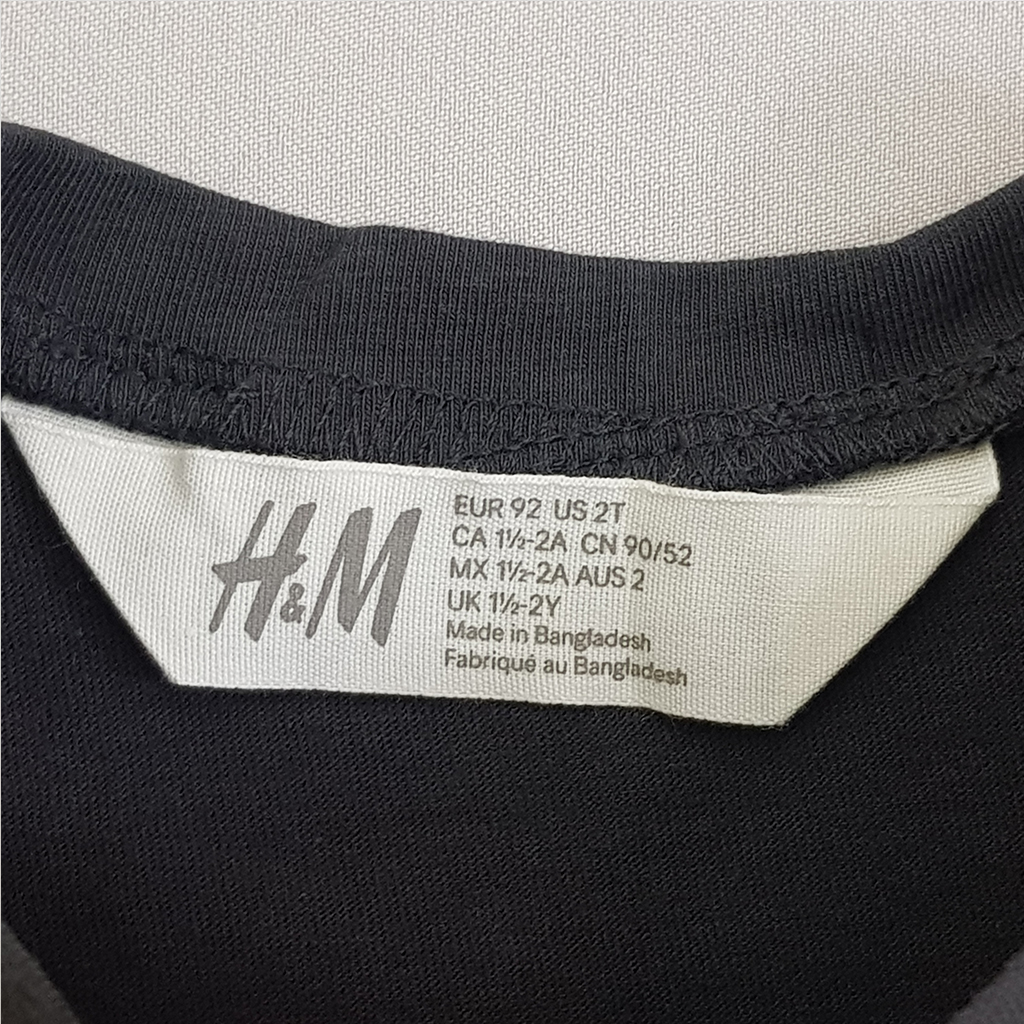 H&M
EUR 92 US 2T
CA 1½-2A CN 90/52
MX 1½-2A AUS 2
UK 1½-2Y
Made in Bangladesh
Fabriqué au Bangladesh